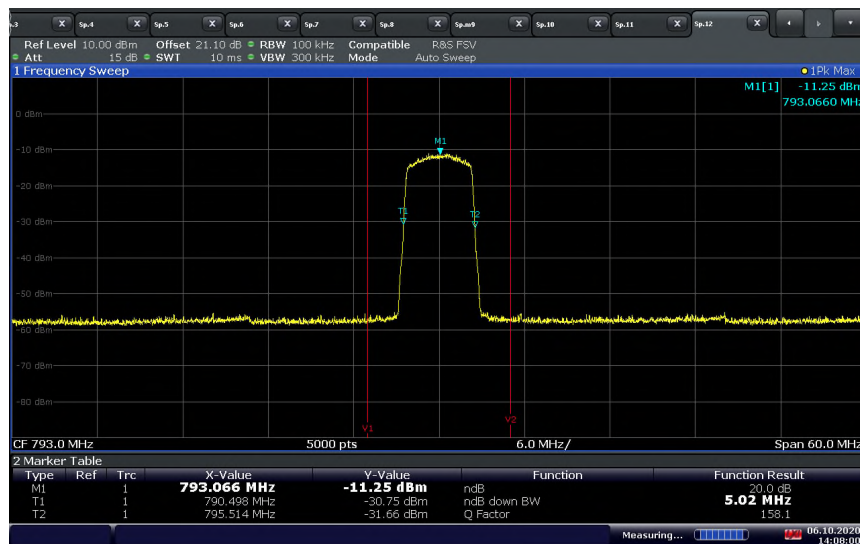 .3 X Sp.4 X Sp.5 X Sp.6 X Sp.7 X Sp.8 X Sp.m9 X Sp.10 X Sp.11 X Sp.12 X
Ref Level 10.00 dBm Offset 21.10 dB RBW 100 kHz Compatible R&S FSV
Att 15 dB SWT 10 ms VBW 300 kHz Mode Auto Sweep
1 Frequency Sweep 1Pk Max
M1[1] -11.25 dBm
793.0660 MHz
0 dBm
M1
-10 dBm
-20 dBm
T1 T2
-30 dBm
-40 dBm
-50 dBm
-60 dBm
-70 dBm
-80 dBm
V1 V2
CF 793.0 MHz 5000 pts 6.0 MHz/ Span 60.0 MHz
2 Marker Table
Type Ref Trc X-Value Y-Value Function Function Result
M1 1 793.066 MHz -11.25 dBm ndB 20.0 dB
T1 1 790.498 MHz -30.75 dBm ndB down BW 5.02 MHz
T2 1 795.514 MHz -31.66 dBm Q Factor 158.1
Measuring... 06.10.2020
14:08:00